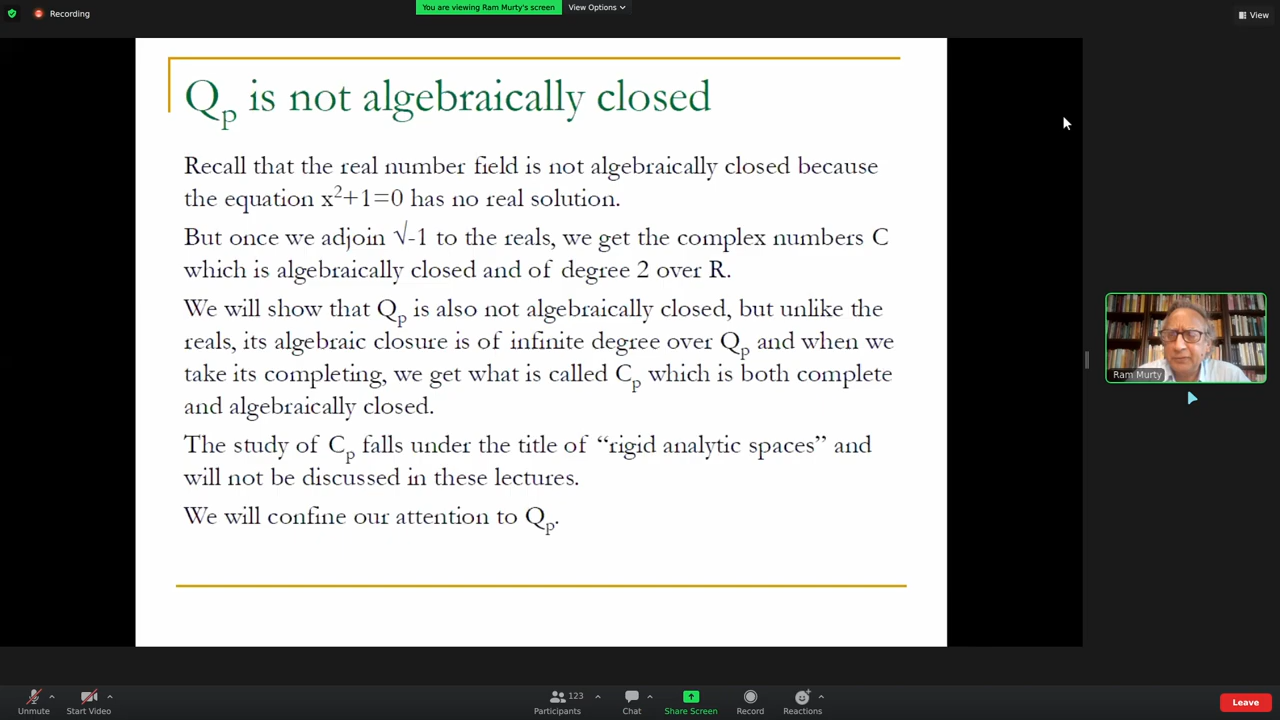 Recording
You are viewing Ram Murty's screen
View Options
View
Qp is not algebraically closed
Recall that the real number field is not algebraically closed because
the equation x²+1=0 has no real solution.
But once we adjoin √-1 to the reals, we get the complex numbers C
which is algebraically closed and of degree 2 over R.
We will show that Qp is also not algebraically closed, but unlike the
reals, its algebraic closure is of infinite degree over Qp and when we
take its completing, we get what is called Cp which is both complete
and algebraically closed.
The study of Cp falls under the title of “rigid analytic spaces” and
will not be discussed in these lectures.
We will confine our attention to Qp.
Ram Murty
Unmute
Start Video
123
Participants
Chat
Share Screen
Record
Reactions
Leave